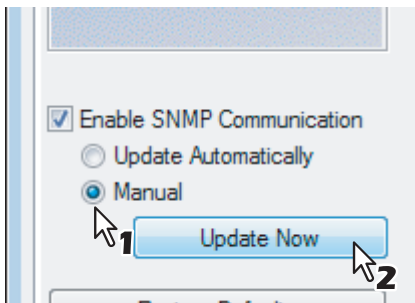 Enable SNMP Communication
Update Automatically
Manual
1
Update Now
2